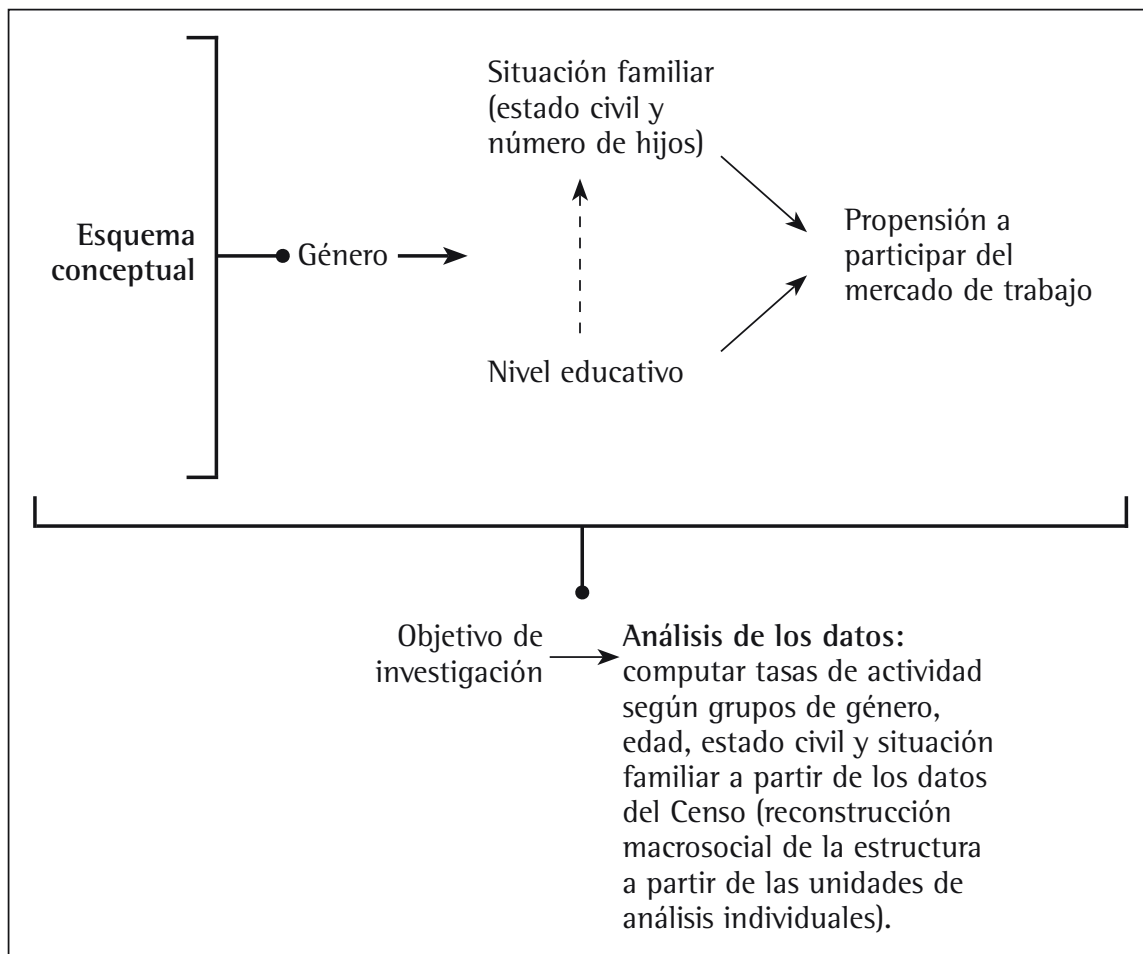 Situación familiar
(estado civil y
número de hijos)
Esquema
conceptual
Género
Propensión a
participar del
mercado de trabajo
Nivel educativo
Objetivo de
investigación
Análisis de los datos:
computar tasas de actividad
según grupos de género,
edad, estado civil y situación
familiar a partir de los datos
del Censo (reconstrucción
macrosocial de la estructura
a partir de las unidades de
análisis individuales).